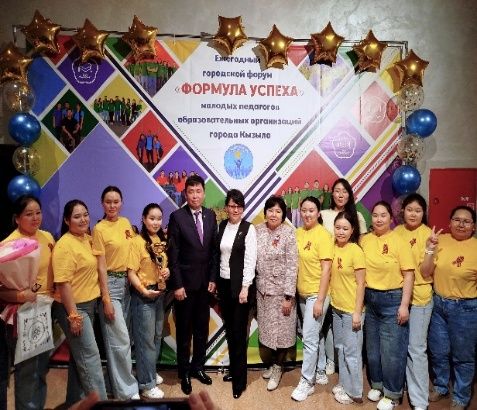 Ежегодный
городской форум
«ФОРМУЛА УСПЕХА»
молодых педагогов
образовательных организаций
города Кызыла